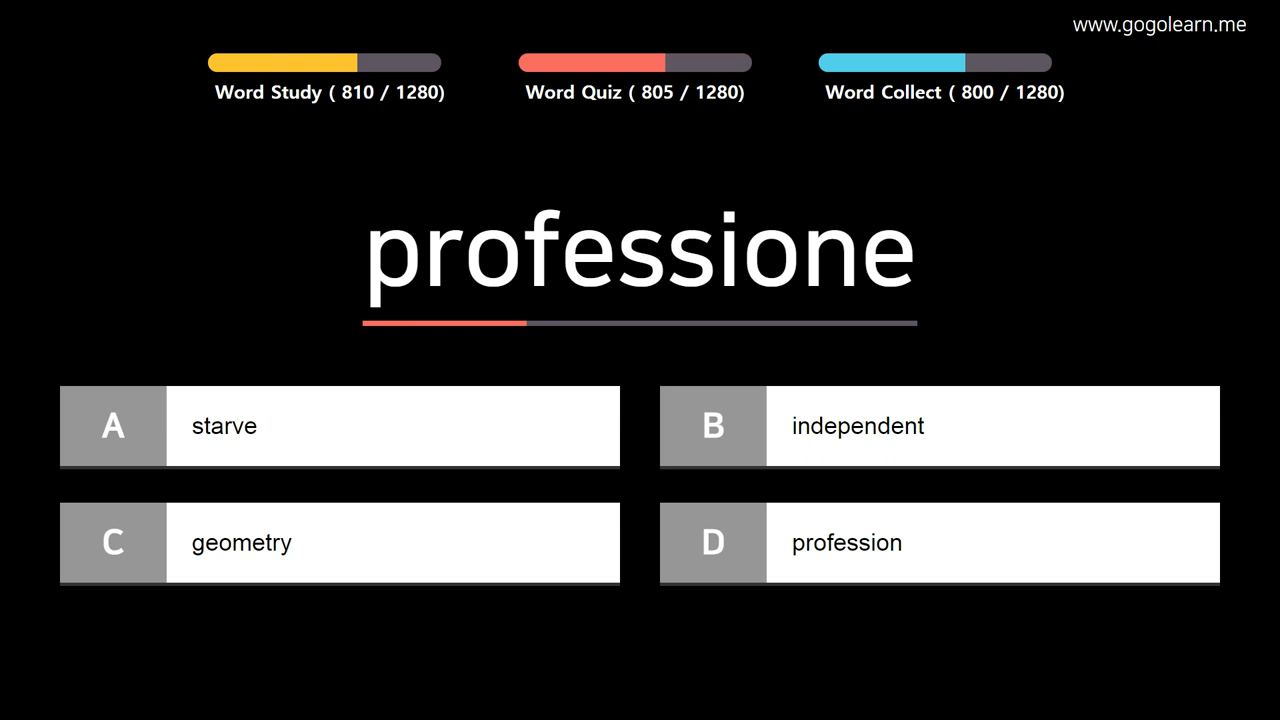 www.gogolearn.me
Word Study ( 810 / 1280)
Word Quiz ( 805 / 1280)
Word Collect ( 800 / 1280)
professione
A
starve
B
independent
C
geometry
D
profession